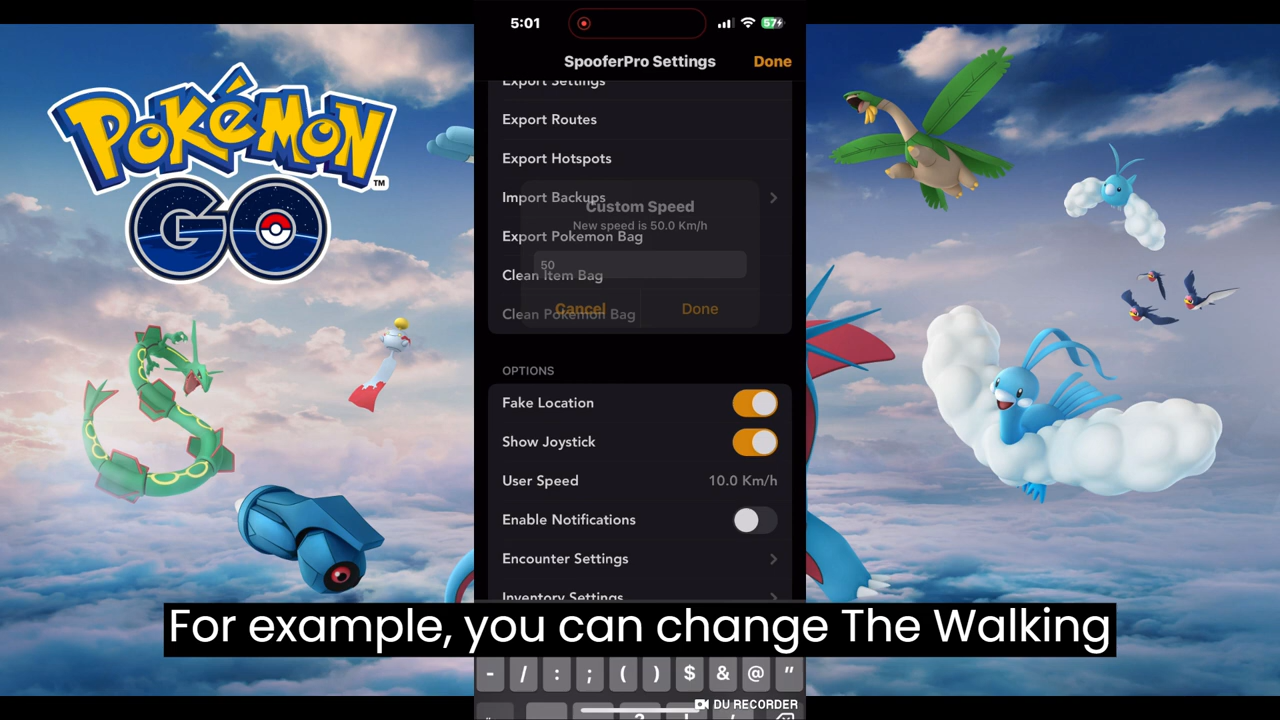 POKÉMON
TM
GO
5:01
57
SpooferPro Settings
Done
Export Settings
Export Routes
Export Hotspots
Import Backups
Custom Speed
New speed is 50.0 Km/h
Export Pokemon Bag
50
Clean Item Bag
Cancel
Done
Clean Pokemon Bag
OPTIONS
Fake Location
Show Joystick
User Speed
10.0 Km/h
Enable Notifications
Encounter Settings
Inventory Settings
For example, you can change The Walking
- / : ; ( ) $ & @ "
DU RECORDER